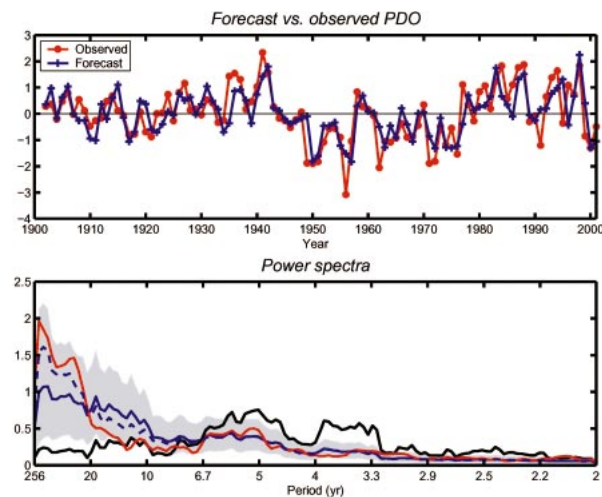 Forecast vs. observed PDO
3
Observed
2
Forecast
1
0
−1
−2
−3
−4
1900 1910 1920 1930 1940 1950 1960 1970 1980 1990 2000
Year
Power spectra
2.5
2
1.5
1
0.5
0
256 20 10 6.7 5 4 3.3 2.9 2.5 2.2 2
Period (yr)